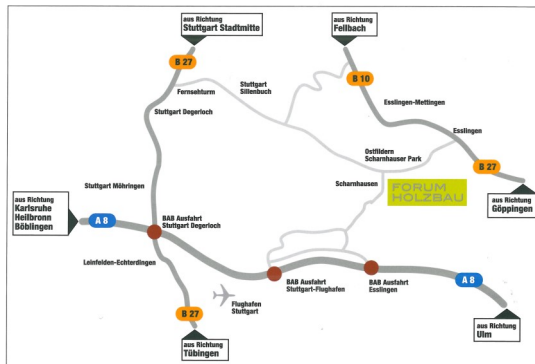 aus Richtung
Stuttgart Stadtmitte
aus Richtung
Fellbach
B 27
B 10
Fernsehturm
Stuttgart
Sillenbuch
Stuttgart Degerloch
Esslingen-Mettingen
Esslingen
Ostfildern
Scharnhauser Park
B 27
Stuttgart Möhringen
Scharnhausen
FORUM
HOLZBAU
aus Richtung
Göppingen
aus Richtung
Karlsruhe
Heilbronn
Böblingen
A 8
BAB Ausfahrt
Stuttgart Degerloch
Leinfelden-Echterdingen
BAB Ausfahrt
Stuttgart-Flughafen
BAB Ausfahrt
Esslingen
A 8
Flughafen
Stuttgart
B 27
aus Richtung
Tübingen
aus Richtung
Ulm